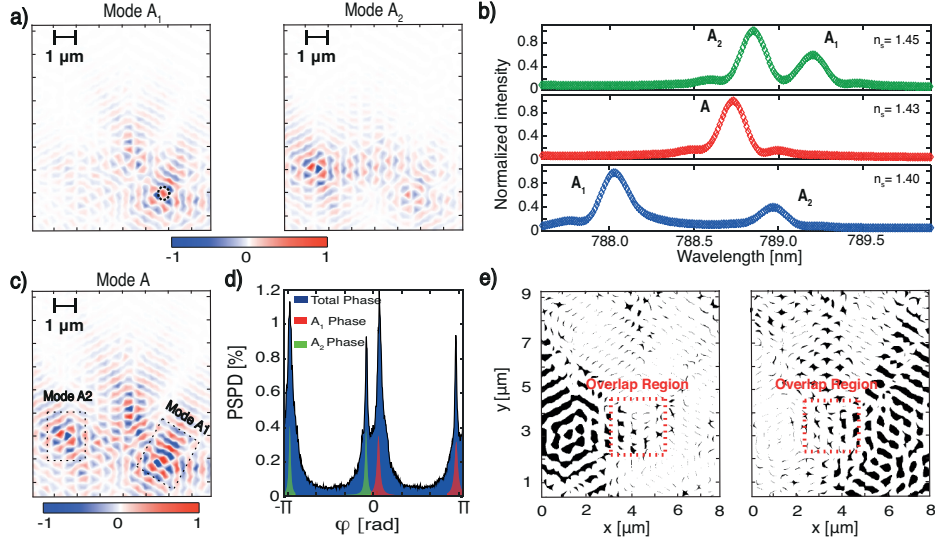 a)
Mode A1
Mode A2
1 µm
1 µm
-1 0 1
b)
Normalized intensity
0.8
0.4
0
0.8
0.4
0
0.8
0.4
0
A2
A1
ns= 1.45
A
ns= 1.43
A1
A2
ns= 1.40
788.0 788.5 789.0 789.5
Wavelength [nm]
c)
Mode A
1 µm
Mode A2
Mode A1
-1 0 1
d)
PSPD [%]
1.2
1
0.8
0.6
0.4
0.2
0
Total Phase
A1 Phase
A2 Phase
-π 0 π
φ [rad]
e)
y [µm]
9
7
5
3
1
Overlap Region
Overlap Region
0 2 4 6 8
0 2 4 6 8
x [µm]
x [µm]